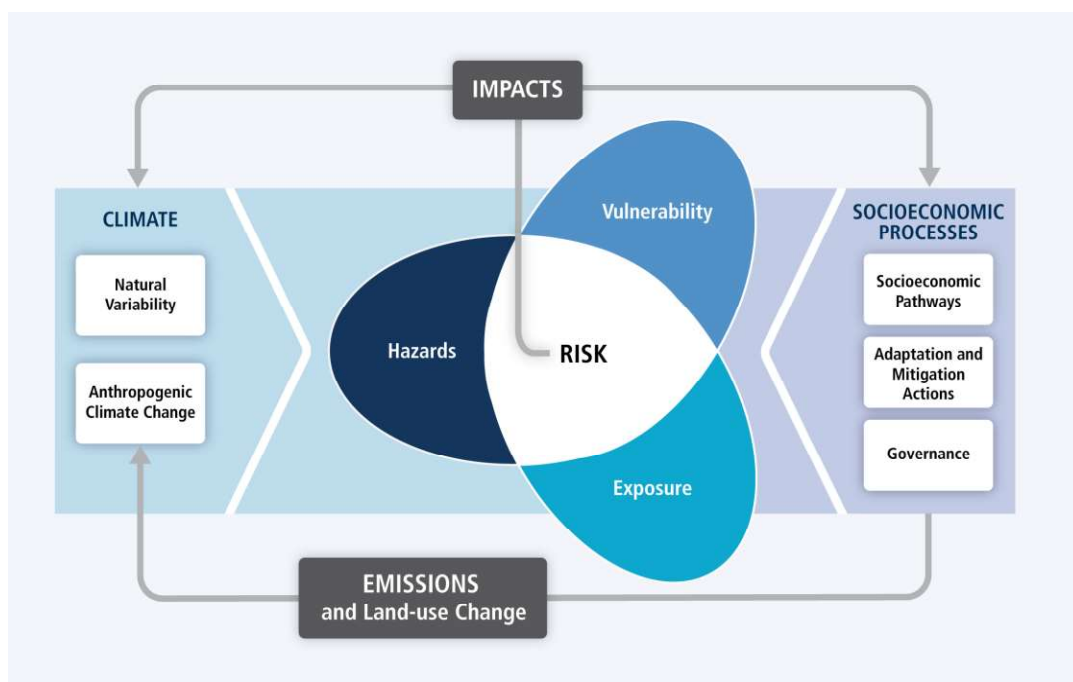 IMPACTS
CLIMATE
Natural
Variability
Anthropogenic
Climate Change
Vulnerability
Hazards
RISK
Exposure
SOCIOECONOMIC
PROCESSES
Socioeconomic
Pathways
Adaptation and
Mitigation
Actions
Governance
EMISSIONS
and Land-use Change